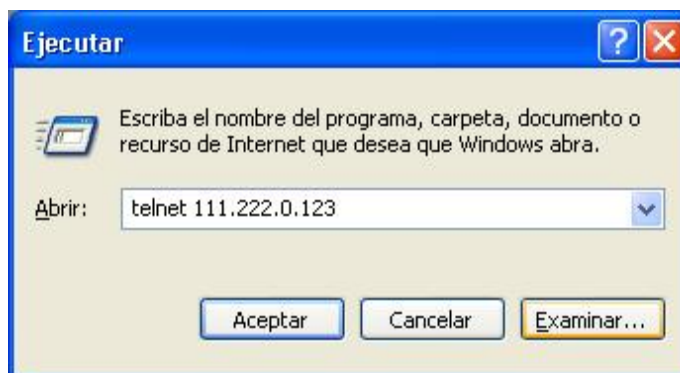 Ejecutar
?
Escriba el nombre del programa, carpeta, documento o
recurso de Internet que desea que Windows abra.
Abrir: telnet 111.222.0.123
Aceptar Cancelar Examinar...